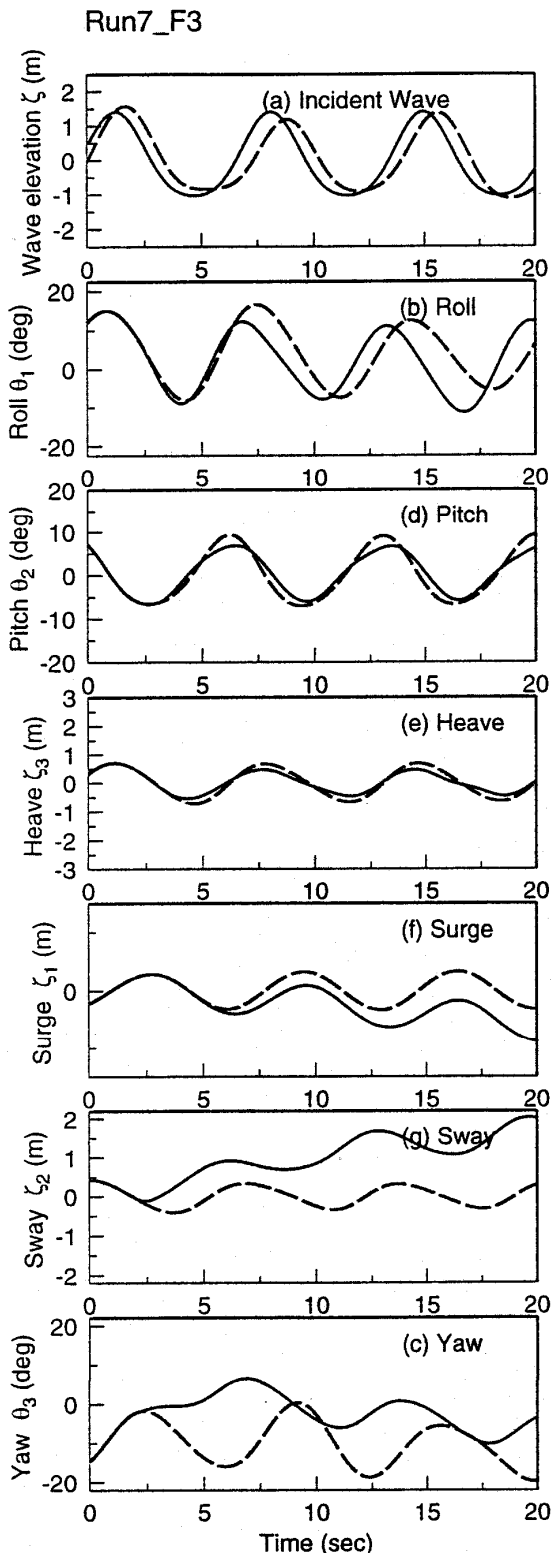 Run7_F3
Wave elevation ζ (m)
(a) Incident Wave
2
1
0
-1
-2
0 5 10 15 20
Roll θ1 (deg)
(b) Roll
20
0
-20
0 5 10 15 20
Pitch θ2 (deg)
(d) Pitch
20
10
0
-10
-20
0 5 10 15 20
Heave ζ3 (m)
(e) Heave
3
2
1
0
-1
-2
-3
0 5 10 15 20
Surge ζ1 (m)
(f) Surge
0
0 5 10 15 20
Sway ζ2 (m)
(g) Sway
2
1
0
-1
-2
0 5 10 15 20
Yaw θ3 (deg)
(c) Yaw
20
0
-20
0 5 10 15 20
Time (sec)